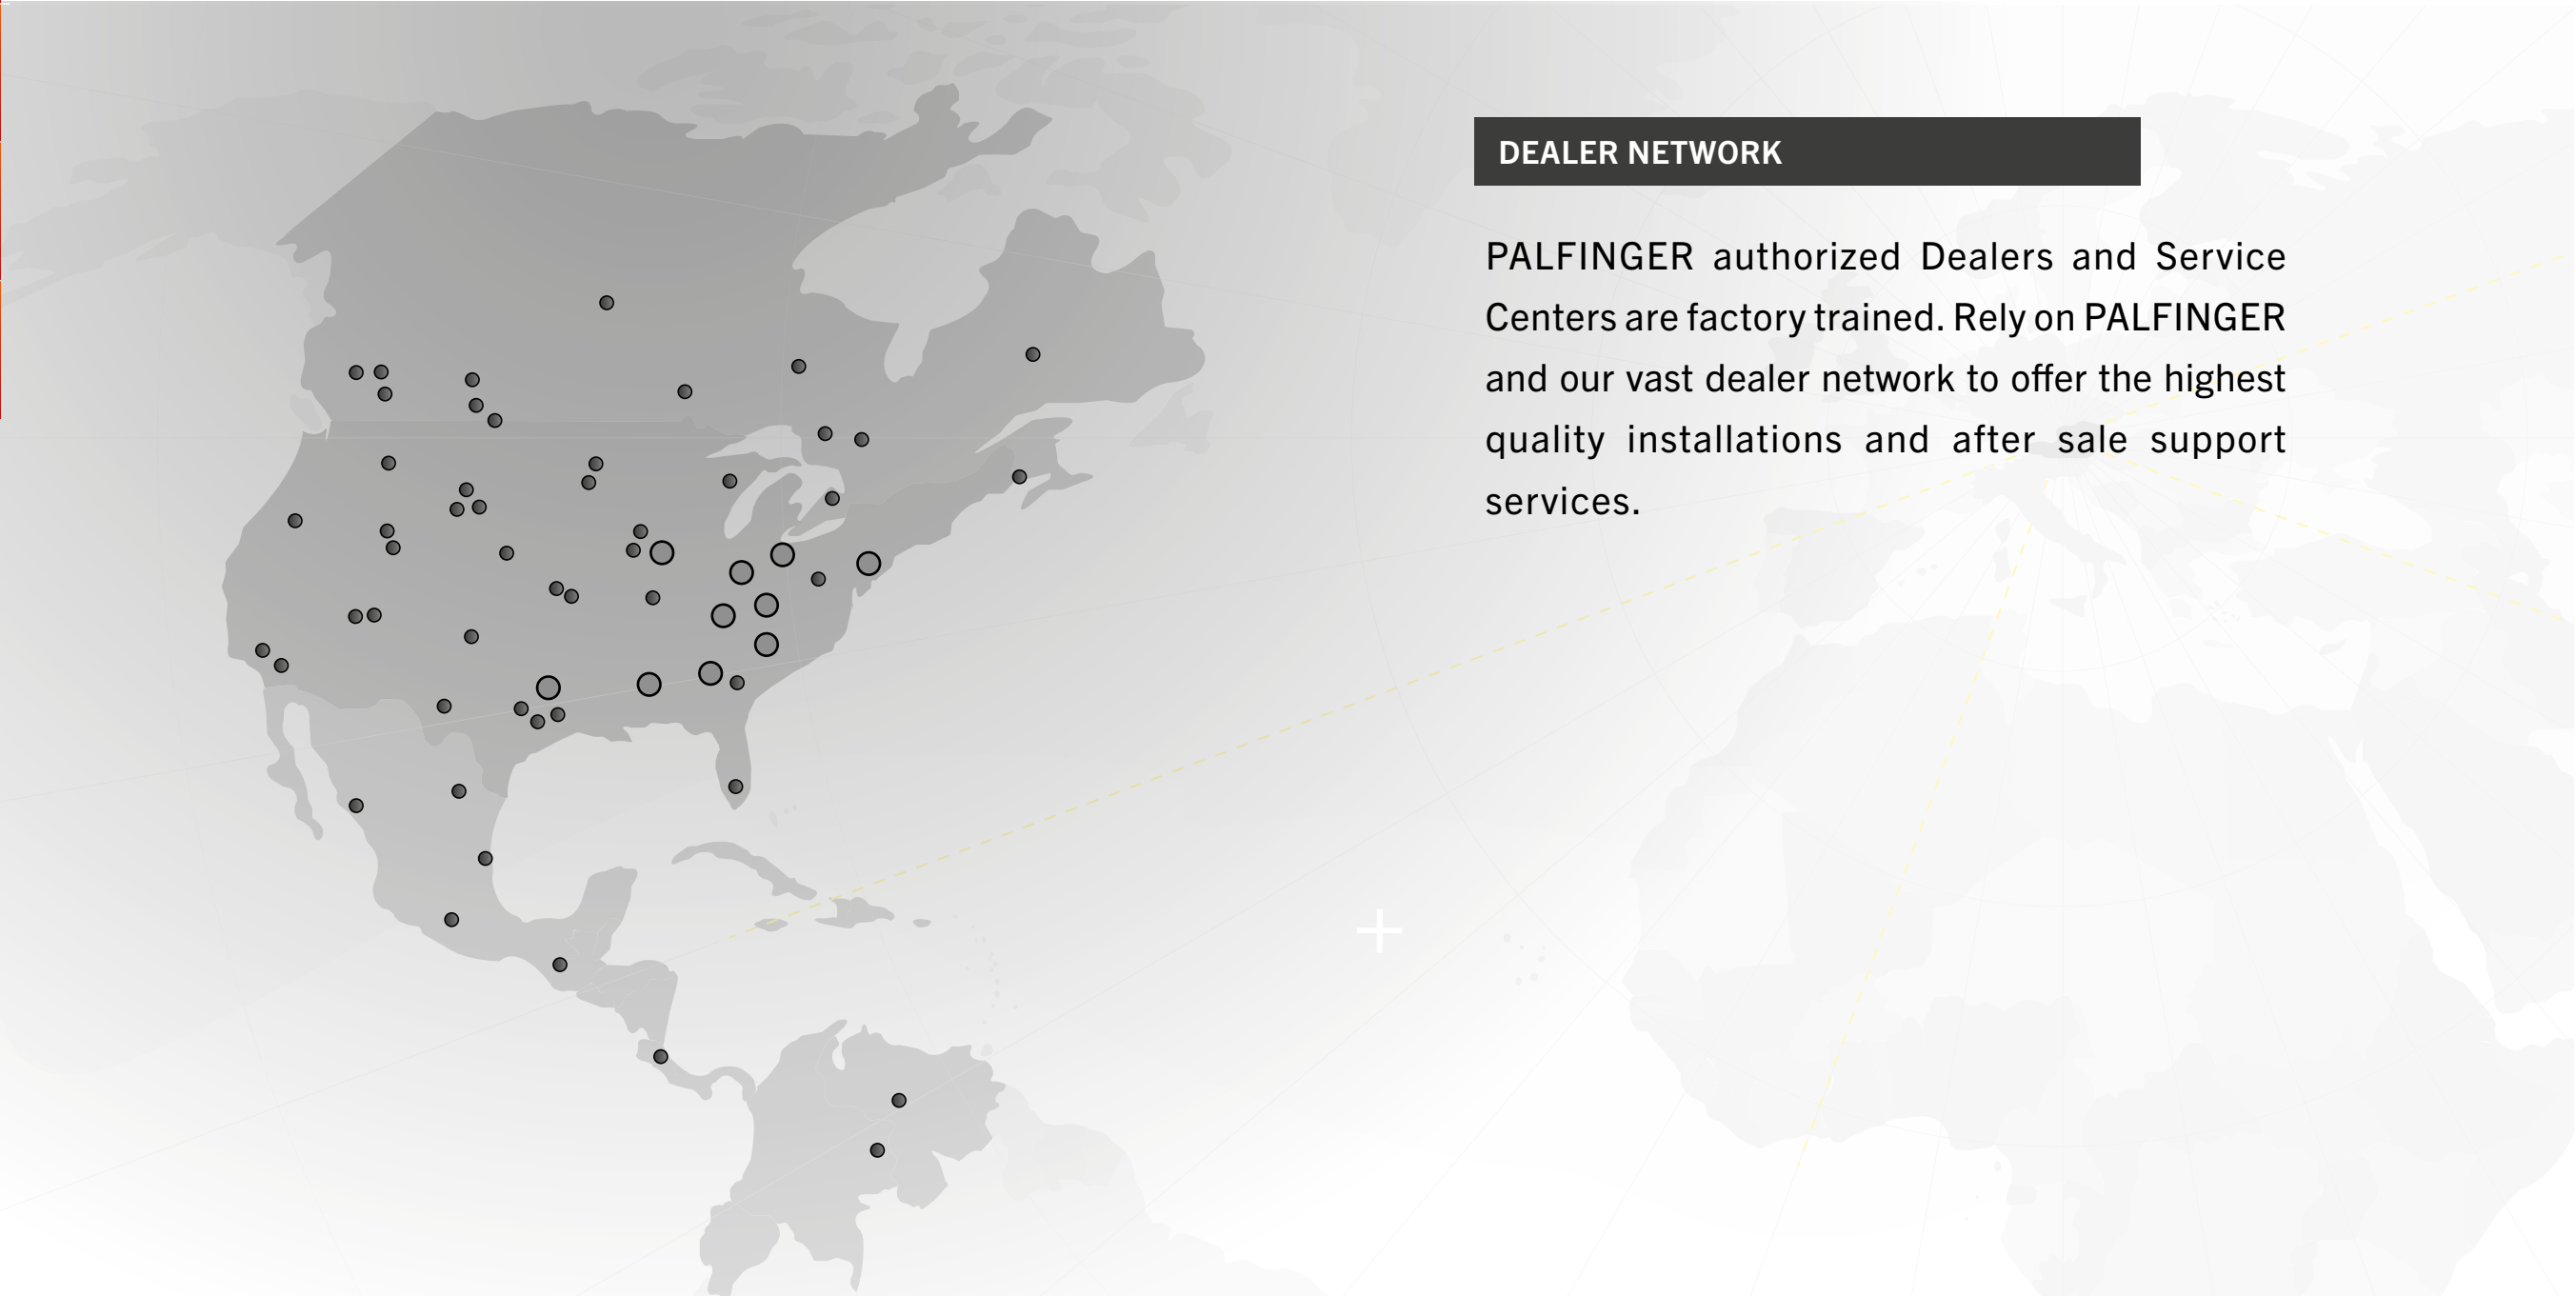 DEALER NETWORK
PALFINGER authorized Dealers and Service
Centers are factory trained. Rely on PALFINGER
and our vast dealer network to offer the highest
quality installations and after sale support
services.